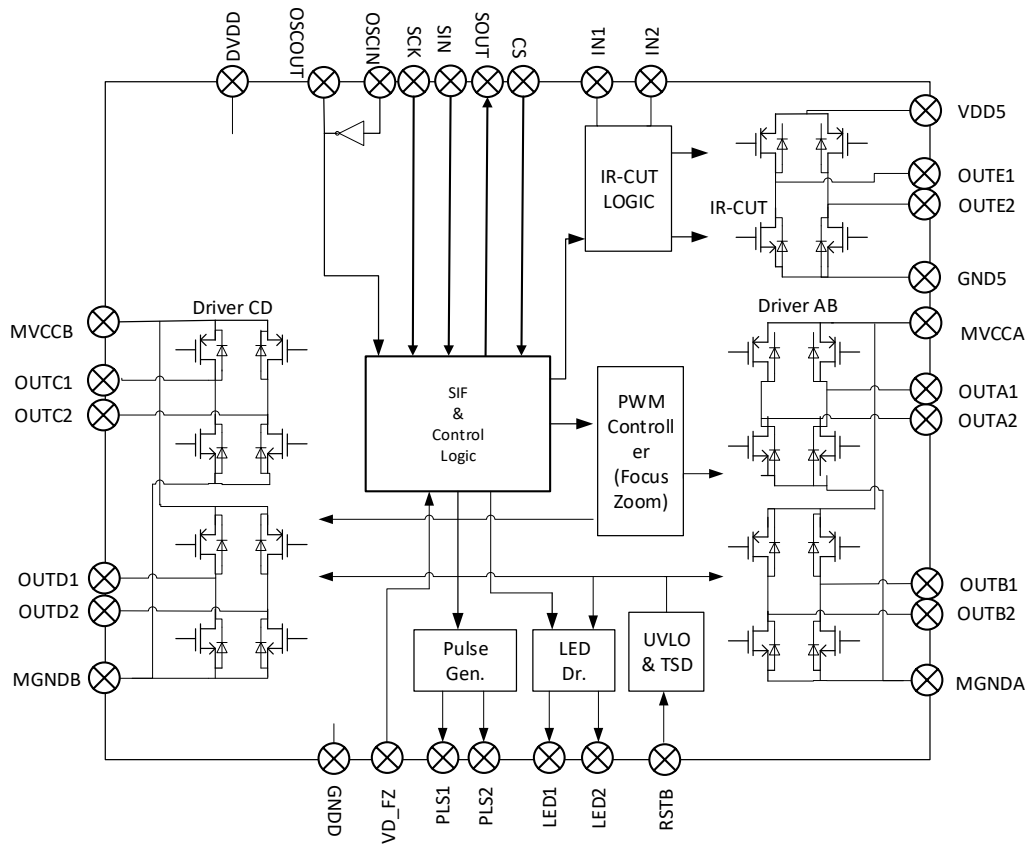 DVDD
OSCOUT
OSCIN
SCK
SIN
SOUT
CS
IN1
IN2
VDD5
OUTE1
OUTE2
GND5
IR-CUT
LOGIC
IR-CUT
Driver CD
Driver AB
MVCCB
OUTC1
OUTC2
MVCCA
OUTA1
OUTA2
SIF
&
Control
Logic
PWM
Controll
er
(Focus
Zoom)
OUTD1
OUTD2
MGNDB
OUTB1
OUTB2
MGNDA
Pulse
Gen.
LED
Dr.
UVLO
& TSD
GNDD
VD_FZ
PLS1
PLS2
LED1
LED2
RSTB